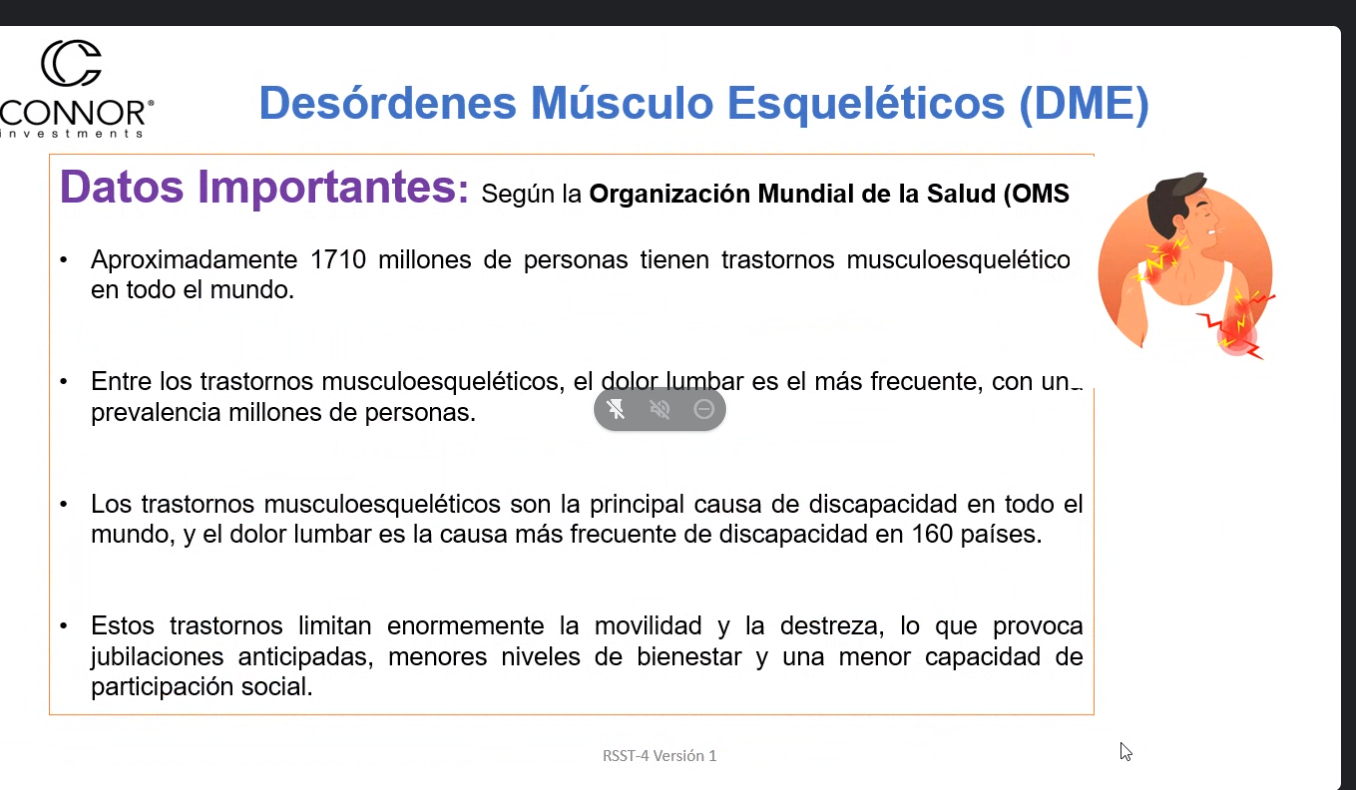 CONNOR®
investments
Desórdenes Músculo Esqueléticos (DME)
Datos Importantes: Según la Organización Mundial de la Salud (OMS
• Aproximadamente 1710 millones de personas tienen trastornos musculoesquelético
en todo el mundo.
• Entre los trastornos musculoesqueléticos, el dolor lumbar es el más frecuente, con
prevalencia millones de personas.
• Los trastornos musculoesqueléticos son la principal causa de discapacidad en todo el
mundo, y el dolor lumbar es la causa más frecuente de discapacidad en 160 países.
• Estos trastornos limitan enormemente la movilidad y la destreza, lo que provoca
jubilaciones anticipadas, menores niveles de bienestar y una menor capacidad de
participación social.
RSST-4 Versión 1